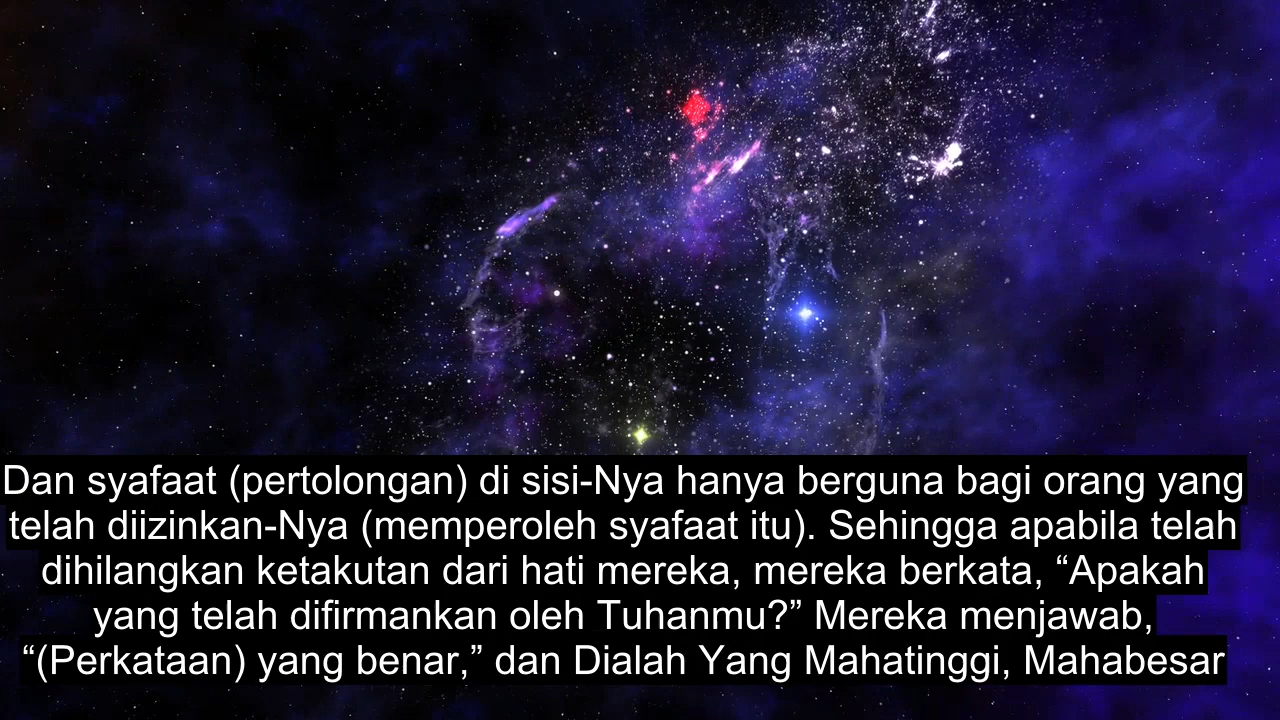 Dan syafaat (pertolongan) di sisi-Nya hanya berguna bagi orang yang
telah diizinkan-Nya (memperoleh syafaat itu). Sehingga apabila telah
dihilangkan ketakutan dari hati mereka, mereka berkata, “Apakah
yang telah difirmankan oleh Tuhanmu?” Mereka menjawab,
“(Perkataan) yang benar,” dan Dialah Yang Mahatinggi, Mahabesar